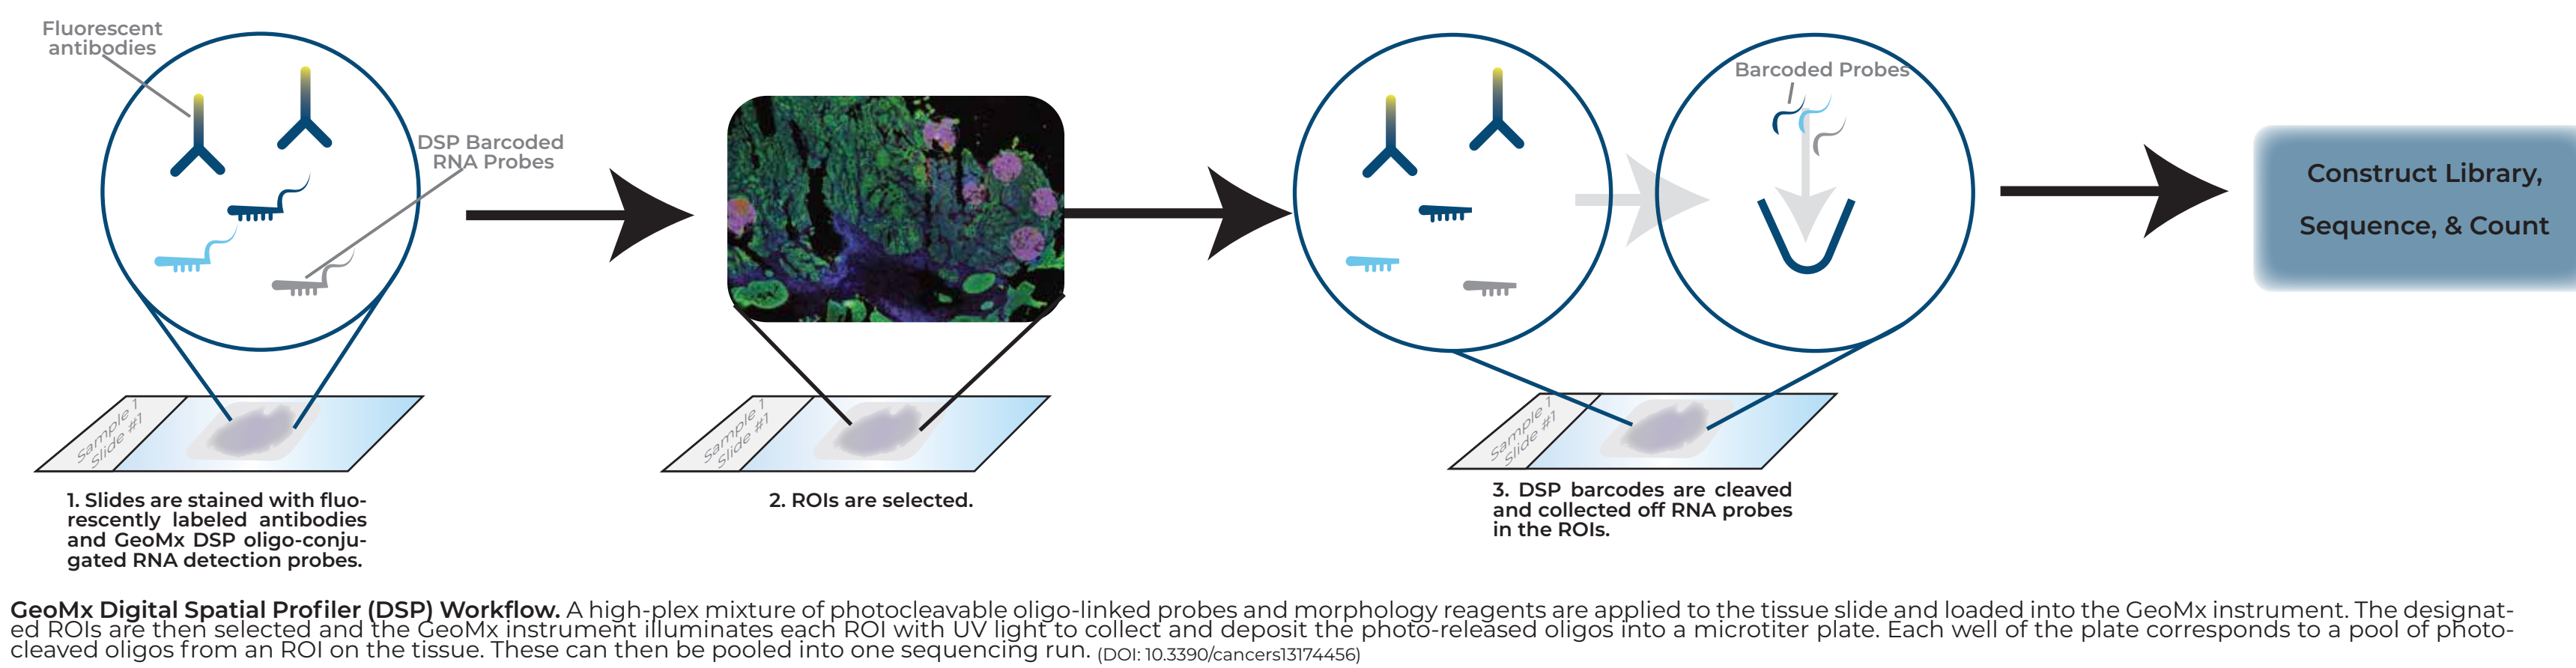 Fluorescent
antibodies
DSP Barcoded
RNA Probes
Barcoded Probes
Construct Library,
Sequence, & Count
Sample 1
Slide #1
Sample 1
Slide #1
Sample 1
Slide #1
1. Slides are stained with fluo-
rescently labeled antibodies
and GeoMx DSP oligo-conju-
gated RNA detection probes.
2. ROIs are selected.
3. DSP barcodes are cleaved
and collected off RNA probes
in the ROIs.
GeoMx Digital Spatial Profiler (DSP) Workflow. A high-plex mixture of photocleavable oligo-linked probes and morphology reagents are applied to the tissue slide and loaded into the GeoMx instrument. The designat-
ed ROIs are then selected and the GeoMx instrument illuminates each ROI with UV light to collect and deposit the photo-released oligos into a microtiter plate. Each well of the plate corresponds to a pool of photo-
cleaved oligos from an ROI on the tissue. These can then be pooled into one sequencing run. (DOI: 10.3390/cancers13174456)